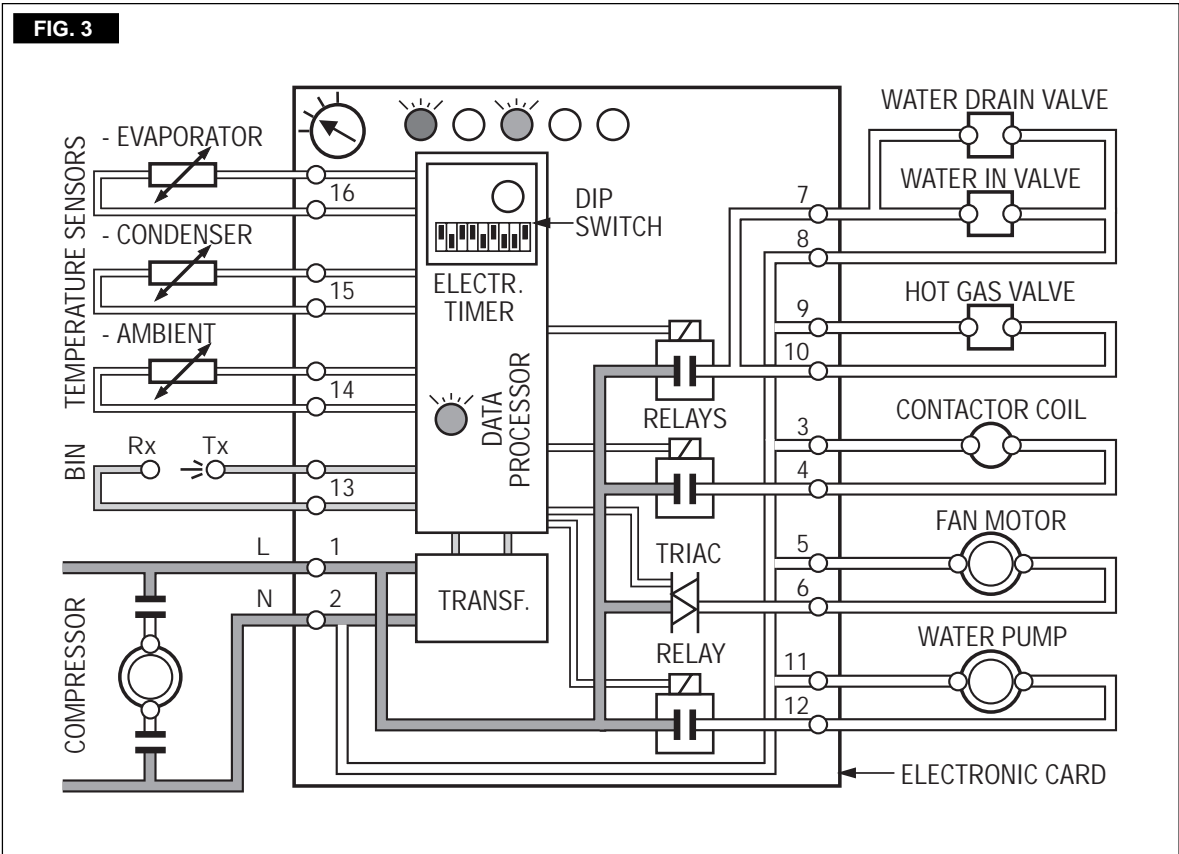 FIG. 3
TEMPERATURE SENSORS
- EVAPORATOR
16
- CONDENSER
15
- AMBIENT
14
BIN
Rx
Tx
13
L
1
N
2
COMPRESSOR
DIP
SWITCH
ELECTR.
TIMER
DATA
PROCESSOR
TRANSF.
RELAYS
TRIAC
RELAY
WATER DRAIN VALVE
WATER IN VALVE
7
8
HOT GAS VALVE
9
10
CONTACTOR COIL
3
4
FAN MOTOR
5
6
WATER PUMP
11
12
ELECTRONIC CARD